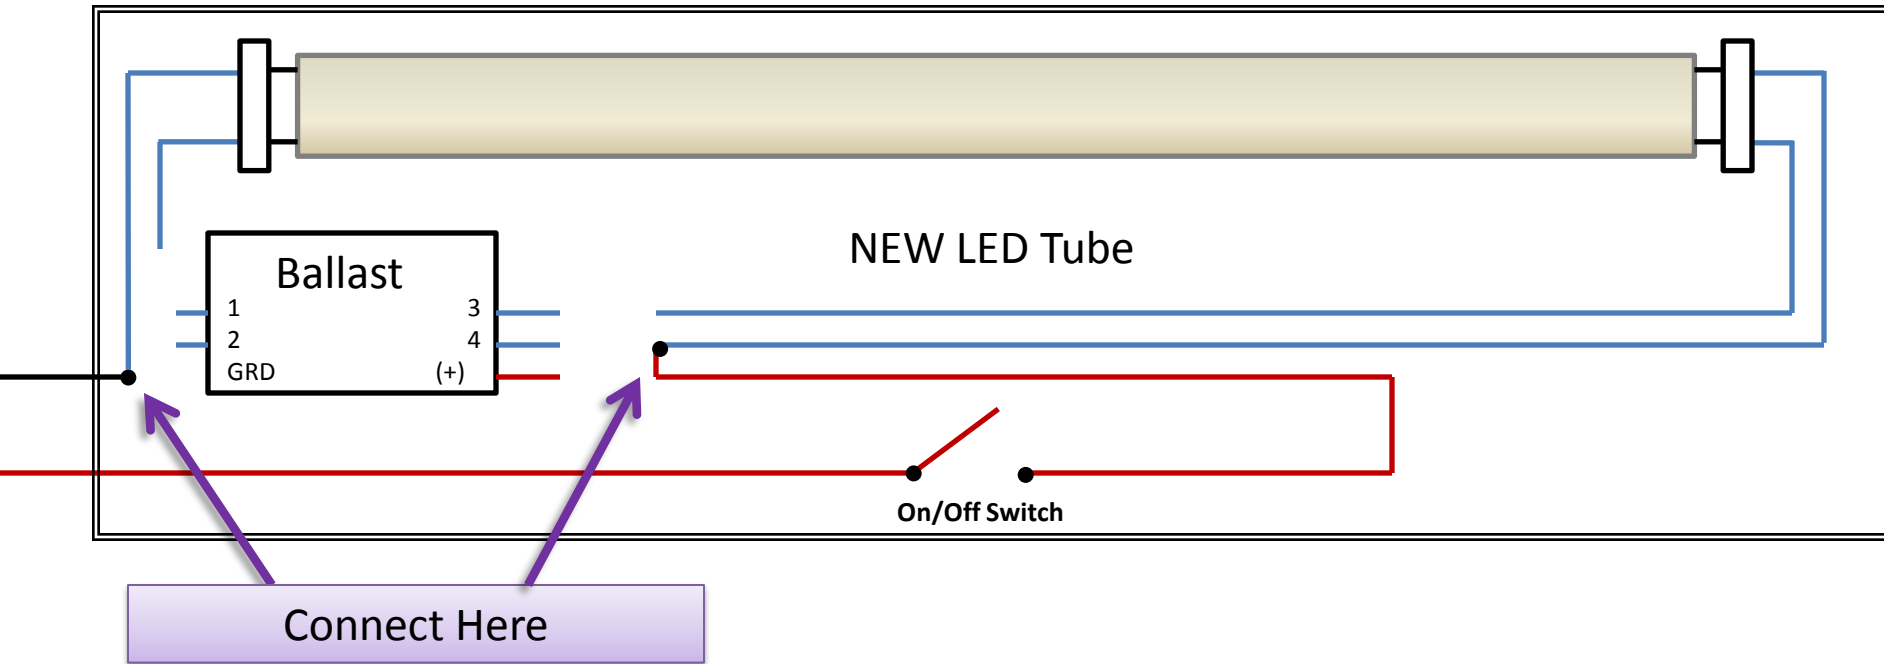 NEW LED Tube
Ballast
1
3
2
4
GRD
(+)
On/Off Switch
Connect Here